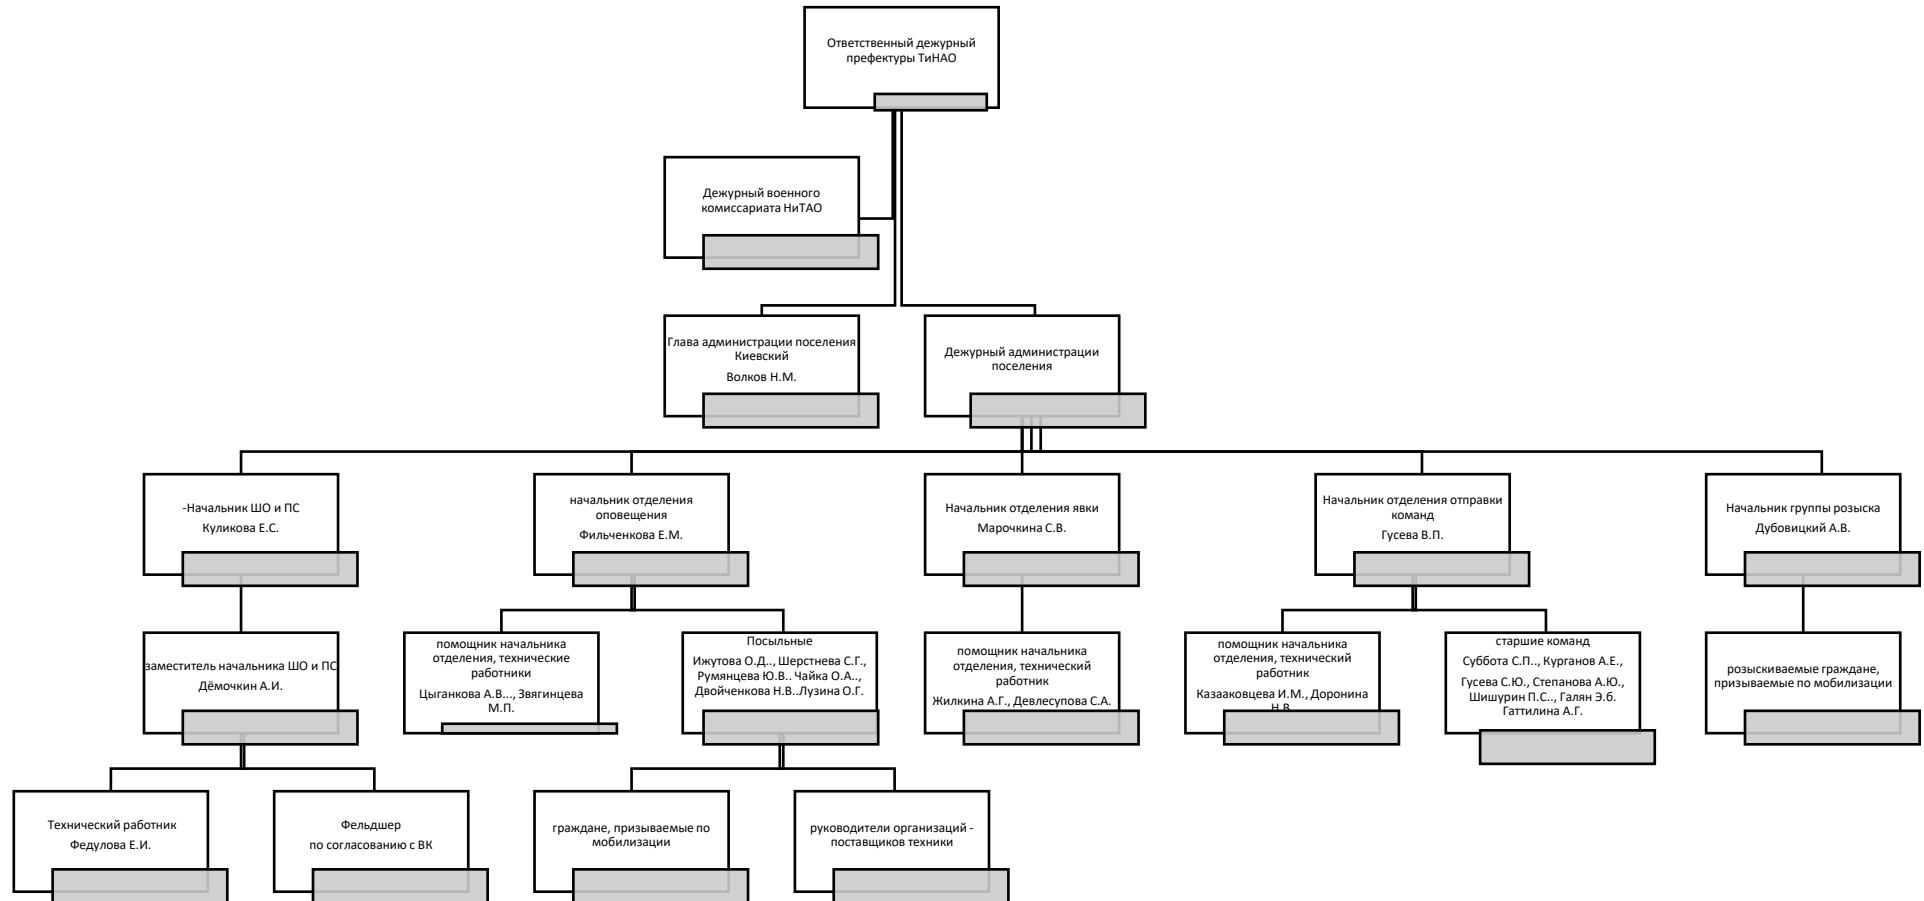 Ответственный дежурный
префектуры ТиНАО
Дежурный военного
комиссариата НиТАО
Глава администрации поселения
Киевский
Волков Н.М.
Дежурный администрации
поселения
-Начальник ШО и ПС
Куликова Е.С.
начальник отделения
оповещения
Фильченкова Е.М.
Начальник отделения явки
Марочкина С.В.
Начальник отделения отправки
команд
Гусева В.П.
Начальник группы розыска
Дубовицкий А.В.
заместитель начальника ШО и ПС
Дёмочкин А.И.
помощник начальника
отделения, технические
работники
Цыганкова А.В..., Звягинцева
М.П.
Посыльные
Ижутова О.Д.., Шерстнева С.Г.,
Румянцева Ю.В.. Чайка О.А..,
Двойченкова Н.В..Лузина О.Г.
помощник начальника
отделения, технический
работник
Жилкина А.Г., Девлесупова С.А.
помощник начальника
отделения, технический
работник
Казааковцева И.М., Доронина
Н.В.
старшие команд
Суббота С.П.., Курганов А.Е.,
Гусева С.Ю., Степанова А.Ю.,
Шишурин П.С.., Галян Э.б.
Гаттилина А.Г.
розыскиваемые граждане,
призываемые по мобилизации
Технический работник
Федулова Е.И.
Фельдшер
по согласованию с ВК
граждане, призываемые по
мобилизации
руководители организаций -
поставщиков техники